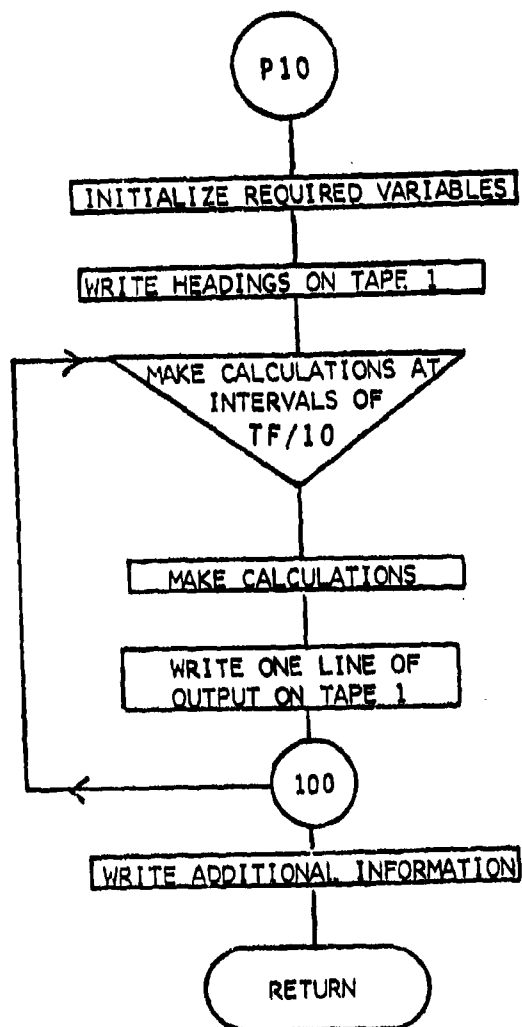 P10
INITIALIZE REQUIRED VARIABLES
WRITE HEADINGS ON TAPE 1
MAKE CALCULATIONS AT
INTERVALS OF
TF/10
MAKE CALCULATIONS
WRITE ONE LINE OF
OUTPUT ON TAPE 1
100
WRITE ADDITIONAL INFORMATION
RETURN